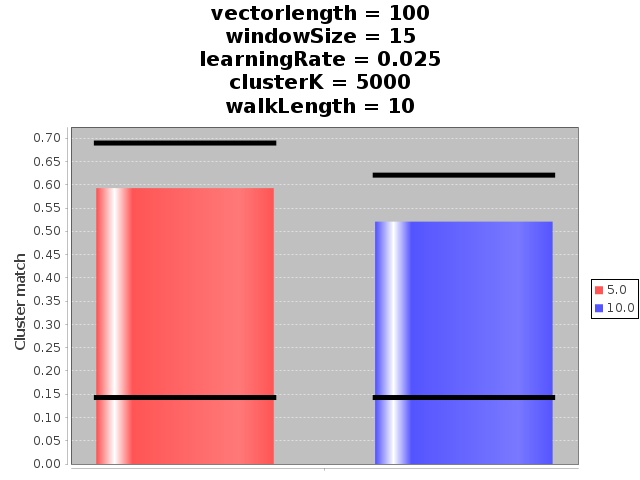 vectorlength = 100
windowSize = 15
learningRate = 0.025
clusterK = 5000
walkLength = 10
0.70
0.65
0.60
0.55
0.50
0.45
0.40
0.35
0.30
0.25
0.20
0.15
0.10
0.05
0.00
Cluster match
5.0
10.0